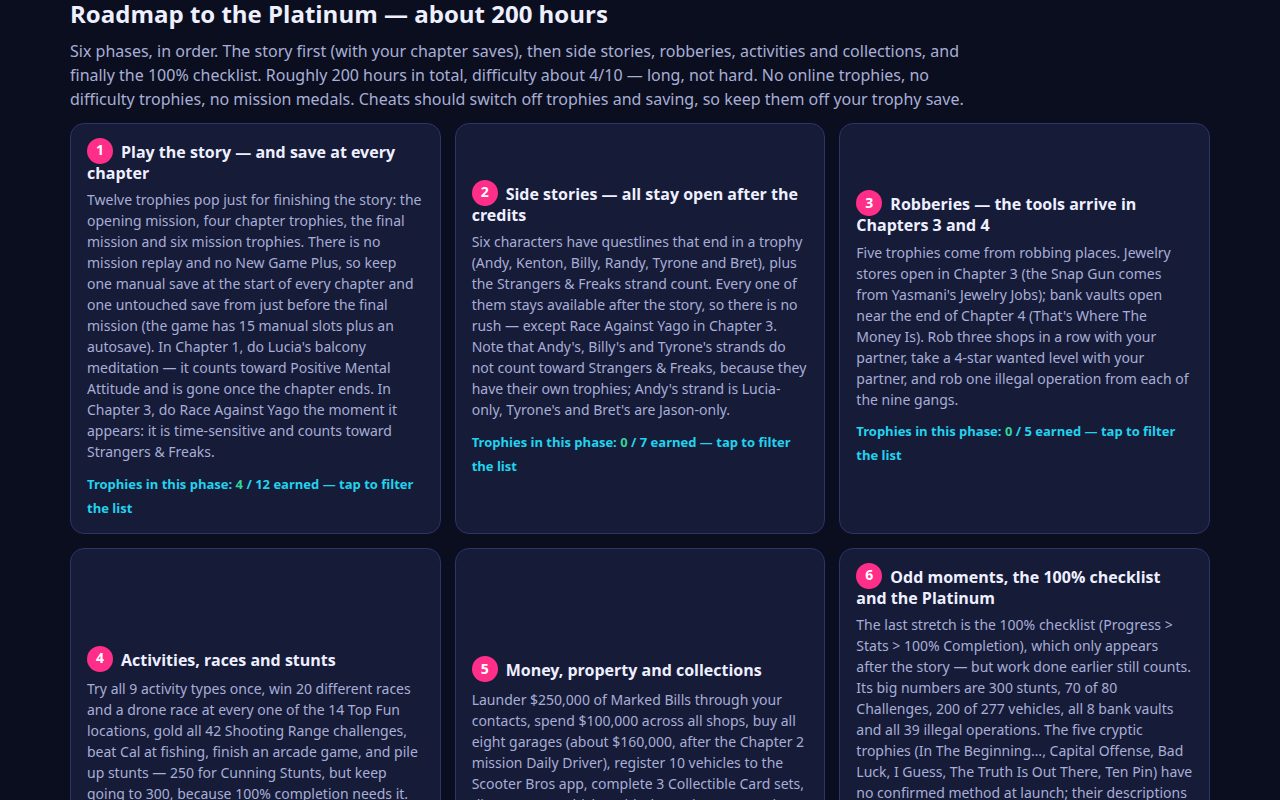 Roadmap to the Platinum — about 200 hours
Six phases, in order. The story first (with your chapter saves), then side stories, robberies, activities and collections, and
finally the 100% checklist. Roughly 200 hours in total, difficulty about 4/10 — long, not hard. No online trophies, no
difficulty trophies, no mission medals. Cheats should switch off trophies and saving, so keep them off your trophy save.
1 Play the story — and save at every
chapter
Twelve trophies pop just for finishing the story: the
opening mission, four chapter trophies, the final
mission and six mission trophies. There is no
mission replay and no New Game Plus, so keep
one manual save at the start of every chapter and
one untouched save from just before the final
mission (the game has 15 manual slots plus an
autosave). In Chapter 1, do Lucia's balcony
meditation — it counts toward Positive Mental
Attitude and is gone once the chapter ends. In
Chapter 3, do Race Against Yago the moment it
appears: it is time-sensitive and counts toward
Strangers & Freaks.
Trophies in this phase: 4 / 12 earned — tap to filter
the list
2 Side stories — all stay open after the
credits
Six characters have questlines that end in a trophy
(Andy, Kenton, Billy, Randy, Tyrone and Bret), plus
the Strangers & Freaks strand count. Every one of
them stays available after the story, so there is no
rush — except Race Against Yago in Chapter 3.
Note that Andy's, Billy's and Tyrone's strands do
not count toward Strangers & Freaks, because they
have their own trophies; Andy's strand is Lucia-
only, Tyrone's and Bret's are Jason-only.
Trophies in this phase: 0 / 7 earned — tap to filter
the list
3 Robberies — the tools arrive in
Chapters 3 and 4
Five trophies come from robbing places. Jewelry
stores open in Chapter 3 (the Snap Gun comes
from Yasmani's Jewelry Jobs); bank vaults open
near the end of Chapter 4 (That's Where The
Money Is). Rob three shops in a row with your
partner, take a 4-star wanted level with your
partner, and rob one illegal operation from each of
the nine gangs.
Trophies in this phase: 0 / 5 earned — tap to filter
the list
4 Activities, races and stunts
Try all 9 activity types once, win 20 different races
and a drone race at every one of the 14 Top Fun
locations, gold all 42 Shooting Range challenges,
beat Cal at fishing, finish an arcade game, and pile
up stunts — 250 for Cunning Stunts, but keep
going to 300, because 100% completion needs it.
5 Money, property and collections
Launder $250,000 of Marked Bills through your
contacts, spend $100,000 across all shops, buy all
eight garages (about $160,000, after the Chapter 2
mission Daily Driver), register 10 vehicles to the
Scooter Bros app, complete 3 Collectible Card sets,
6 Odd moments, the 100% checklist
and the Platinum
The last stretch is the 100% checklist (Progress >
Stats > 100% Completion), which only appears
after the story — but work done earlier still counts.
Its big numbers are 300 stunts, 70 of 80
Challenges, 200 of 277 vehicles, all 8 bank vaults
and all 39 illegal operations. The five cryptic
trophies (In The Beginning..., Capital Offense, Bad
Luck, I Guess, The Truth Is Out There, Ten Pin) have
no confirmed method at launch; their descriptions